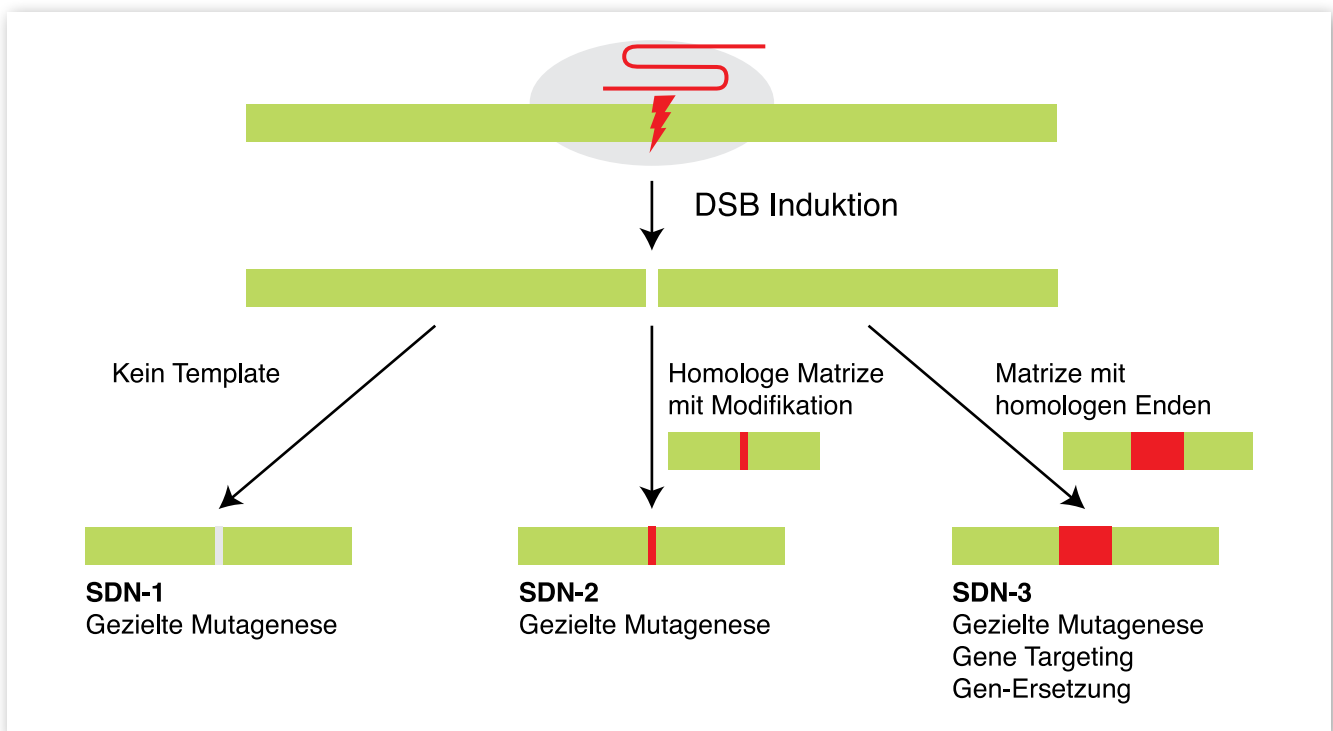 DSB Induktion
Kein Template
Homologe Matrize
mit Modifikation
Matrize mit
homologen Enden
SDN-1
Gezielte Mutagenese
SDN-2
Gezielte Mutagenese
SDN-3
Gezielte Mutagenese
Gene Targeting
Gen-Ersetzung